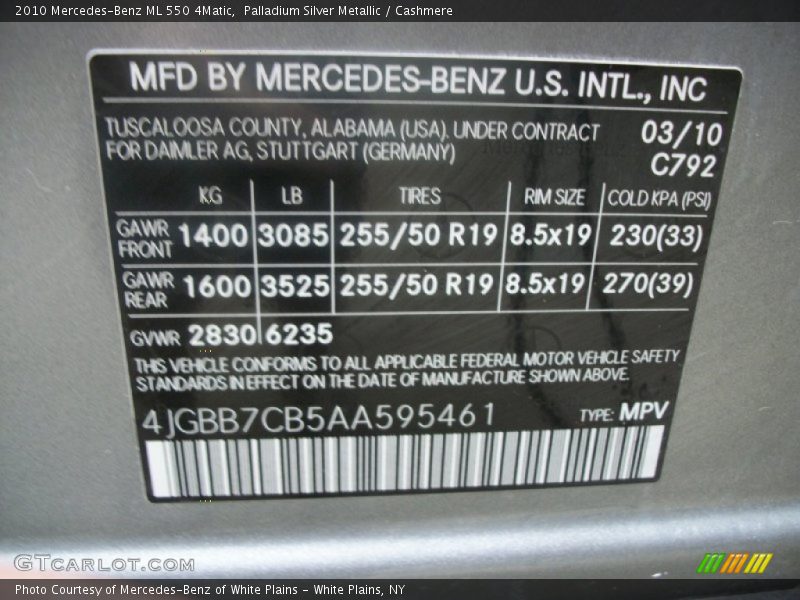 2010 Mercedes-Benz ML 550 4Matic, Palladium Silver Metallic / Cashmere
MFD BY MERCEDES-BENZ U.S. INTL., INC
TUSCALOOSA COUNTY, ALABAMA (USA). UNDER CONTRACT 03/10
FOR DAIMLER AG, STUTTGART (GERMANY) C792
KG LB TIRES RIM SIZE COLD KPA (PSI)
GAWR FRONT 1400 3085 255/50 R19 8.5x19 230(33)
GAWR REAR 1600 3525 255/50 R19 8.5x19 270(39)
GVWR 2830 6235
THIS VEHICLE CONFORMS TO ALL APPLICABLE FEDERAL MOTOR VEHICLE SAFETY
STANDARDS IN EFFECT ON THE DATE OF MANUFACTURE SHOWN ABOVE.
4JGBB7CB5AA595461 TYPE: MPV
GTCARLOT.COM
Photo Courtesy of Mercedes-Benz of White Plains - White Plains, NY